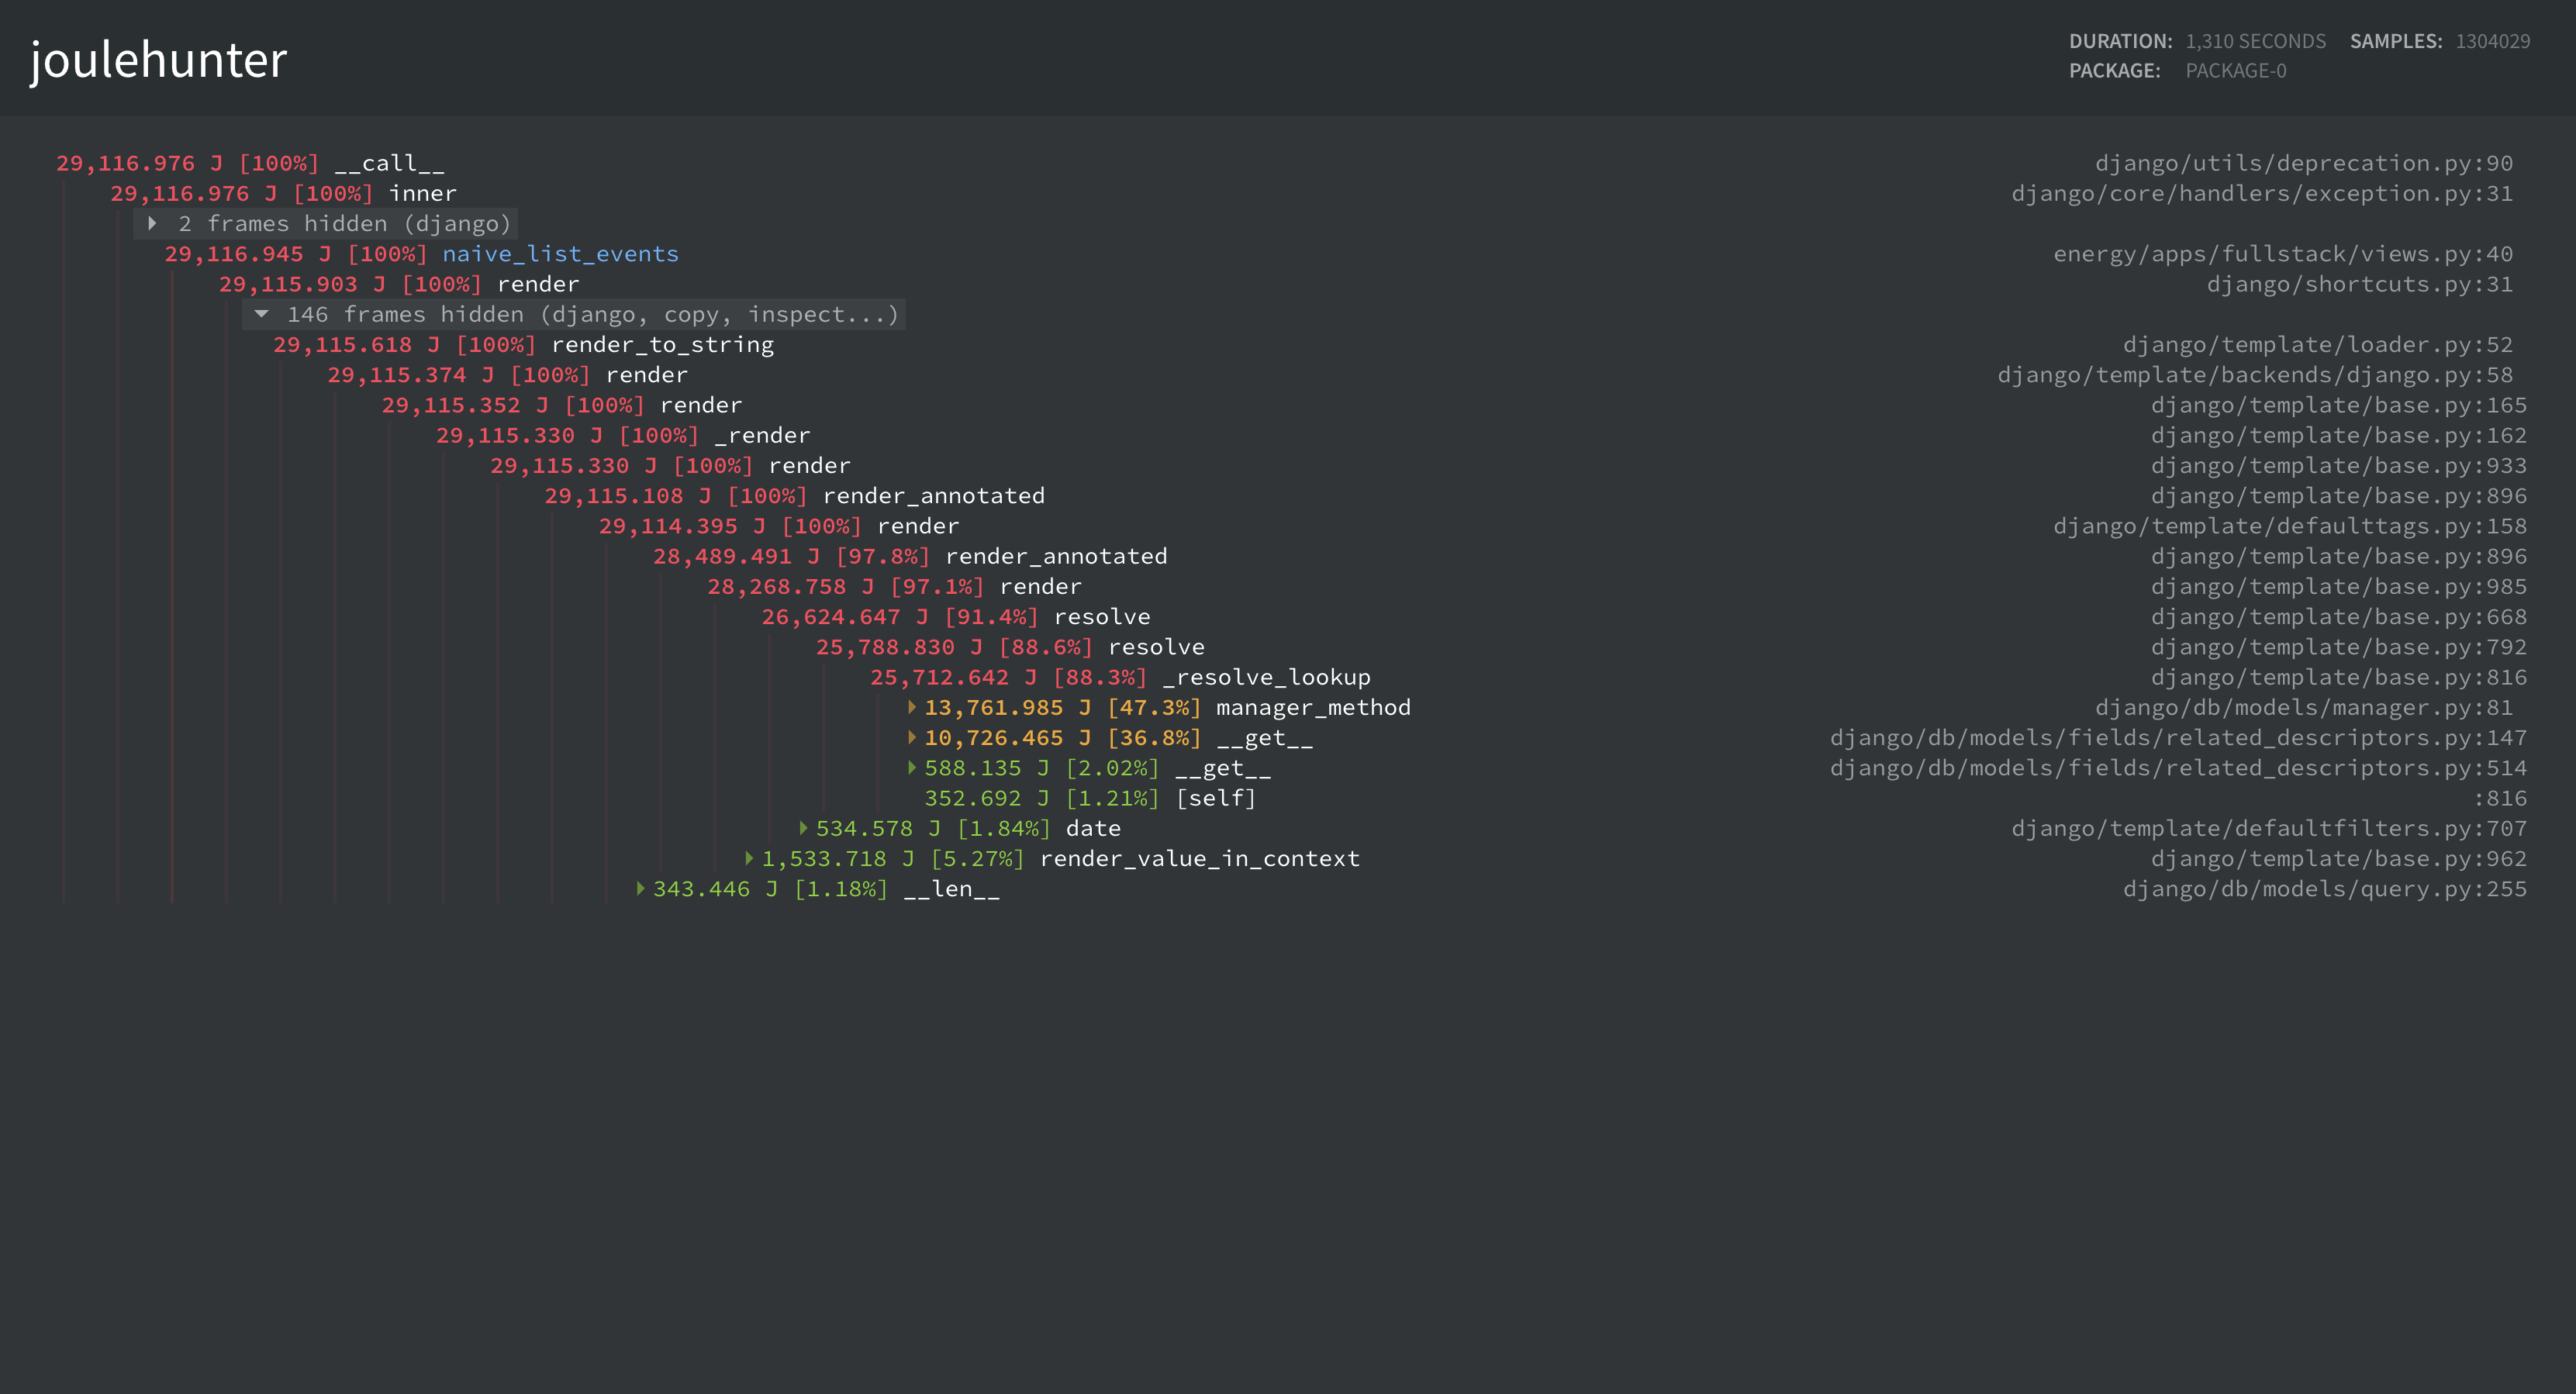 joulehunter
DURATION: 1,310 SECONDS SAMPLES: 1304029
PACKAGE: PACKAGE-0
29,116.976 J [100%] __call__ django/utils/deprecation.py:90
29,116.976 J [100%] inner django/core/handlers/exception.py:31
2 frames hidden (django)
29,116.945 J [100%] naive_list_events energy/apps/fullstack/views.py:40
29,115.903 J [100%] render django/shortcuts.py:31
146 frames hidden (django, copy, inspect...)
29,115.618 J [100%] render_to_string django/template/loader.py:52
29,115.374 J [100%] render django/template/backends/django.py:58
29,115.352 J [100%] render django/template/base.py:165
29,115.330 J [100%] _render django/template/base.py:162
29,115.330 J [100%] render django/template/base.py:933
29,115.108 J [100%] render_annotated django/template/base.py:896
29,114.395 J [100%] render django/template/defaulttags.py:158
28,489.491 J [97.8%] render_annotated django/template/base.py:896
28,268.758 J [97.1%] render django/template/base.py:985
26,624.647 J [91.4%] resolve django/template/base.py:668
25,788.830 J [88.6%] resolve django/template/base.py:792
25,712.642 J [88.3%] _resolve_lookup django/template/base.py:816
13,761.985 J [47.3%] manager_method django/db/models/manager.py:81
10,726.465 J [36.8%] __get__ django/db/models/fields/related_descriptors.py:147
588.135 J [2.02%] __get__ django/db/models/fields/related_descriptors.py:514
352.692 J [1.21%] [self] :816
534.578 J [1.84%] date django/template/defaultfilters.py:707
1,533.718 J [5.27%] render_value_in_context django/template/base.py:962
343.446 J [1.18%] __len__ django/db/models/query.py:255